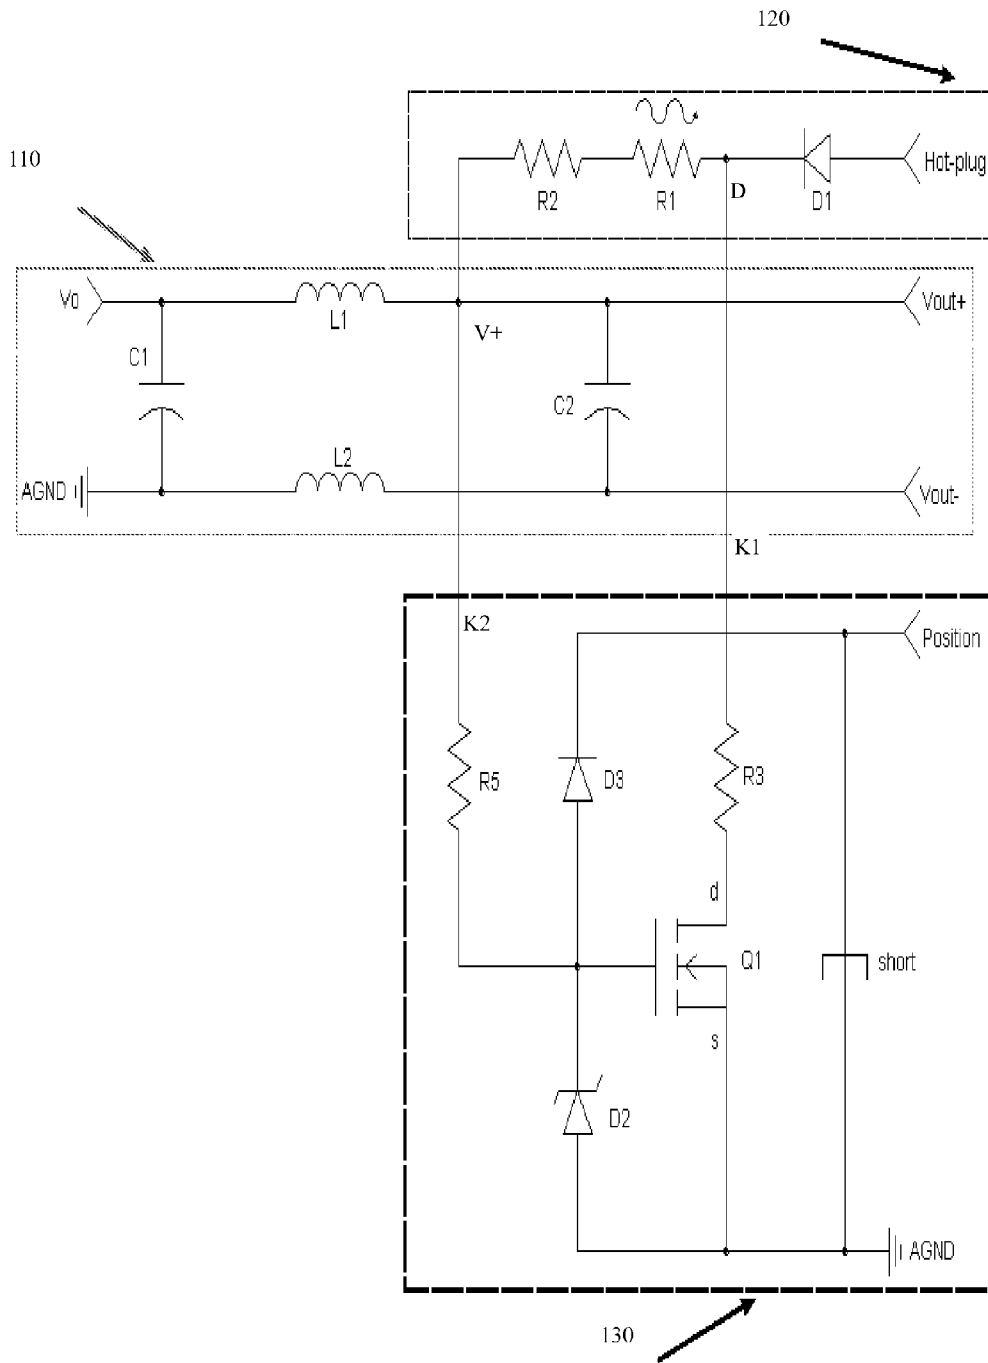 120
110
R2
R1
D
D1
Hot-plug
Vo
L1
V+
Vout+
C1
C2
L2
AGND
Vout-
K1
K2
Position
R5
D3
R3
d
Q1
short
s
D2
AGND
130